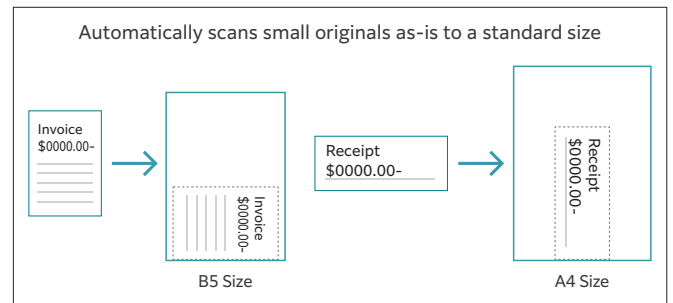 Automatically scans small originals as-is to a standard size
Invoice
$0000.00-
Invoice
$0000.00-
B5 Size
Receipt
$0000.00-
Receipt
$0000.00-
A4 Size